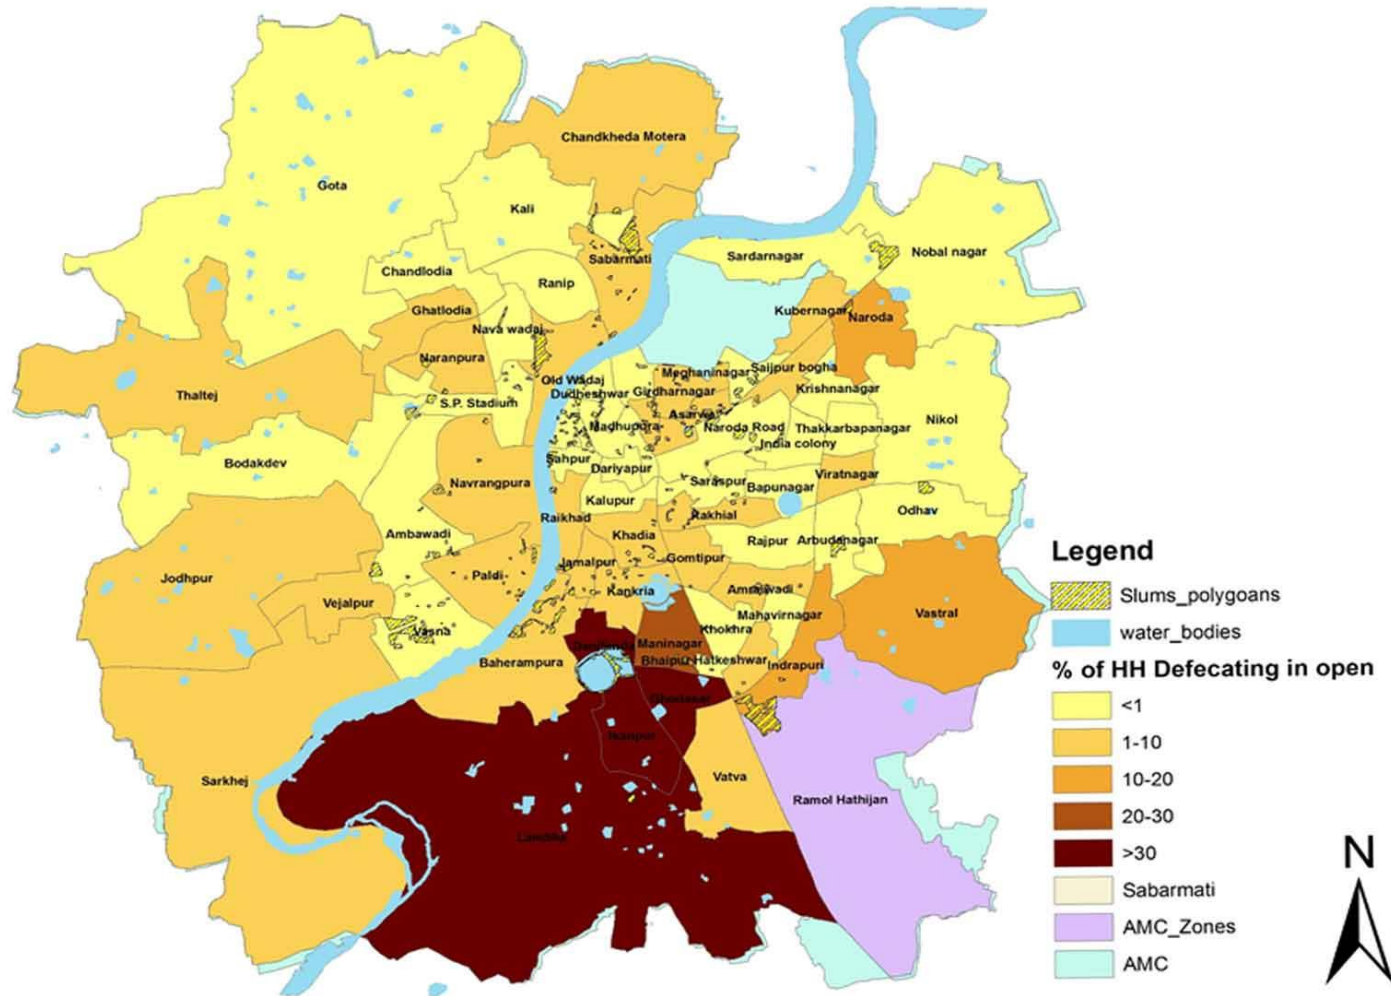 Chandkheda Motera
Gota
Kali
Nobal nagar
Sardarnagar
Sabarmati
Chandlodia
Ranip
Ghatlodia
Kubernagar
Naroda
Nava wadaj
Naranpura
Meghaninagar
Saijpur bogha
Old Wadaj
Krishnanagar
Thaltej
Dudheshwar
Girdharnagar
S.P. Stadium
Asarwa
Nikol
Madhupura
Naroda Road
Thakkarbapanagar
India colony
Bodakdev
Sahpur
Dariyapur
Viratnagar
Navrangpura
Saraspur
Bapunagar
Kalupur
Odhav
Raikhad
Rakhial
Ambawadi
Khadia
Rajpur
Arbudanagar
Gomtipur
Jodhpur
Paldi
Jamalpur
Amraiwadi
Kankria
Vejalpur
Mahavirnagar
Vastral
Vasna
Khokhra
Maninagar
Baherampura
Bhaipur Hatkeshwar
Indrapuri
Ghodasar
Isanpur
Vatva
Sarkhej
Ramol Hathijan
Legend
Slums_polygoans
water_bodies
% of HH Defecating in open
<1
1-10
10-20
20-30
>30
Sabarmati
AMC_Zones
AMC
N